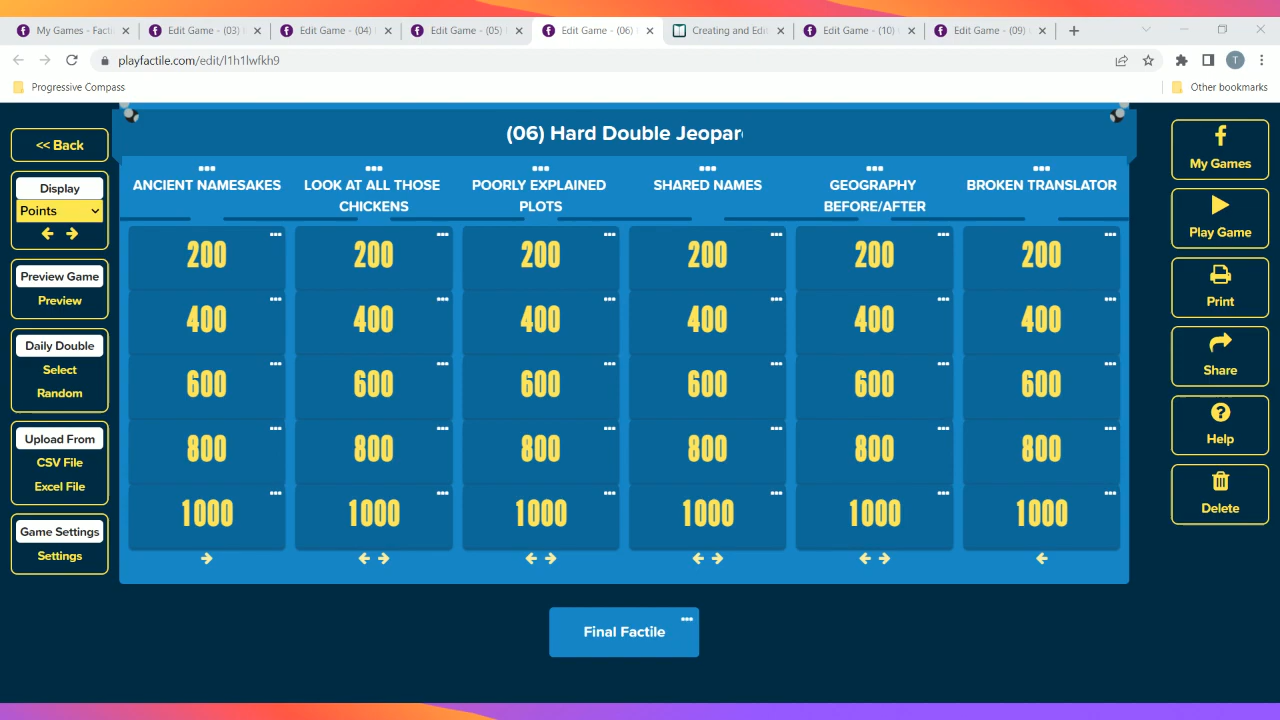 My Games - Facti
Edit Game - (03)
Edit Game - (04)
Edit Game - (05)
Edit Game - (06)
Creating and Edi
Edit Game - (10)
Edit Game - (09)
playfactile.com/edit/l1h1lwfkh9
T
Progressive Compass
Other bookmarks
(06) Hard Double Jeopar
<< Back
Display
Points
Preview Game
Preview
Daily Double
Select
Random
Upload From
CSV File
Excel File
Game Settings
Settings
ANCIENT NAMESAKES
LOOK AT ALL THOSE
CHICKENS
POORLY EXPLAINED
PLOTS
SHARED NAMES
GEOGRAPHY
BEFORE/AFTER
BROKEN TRANSLATOR
200 200 200 200 200 200
400 400 400 400 400 400
600 600 600 600 600 600
800 800 800 800 800 800
1000 1000 1000 1000 1000 1000
Final Factile
My Games
Play Game
Print
Share
Help
Delete